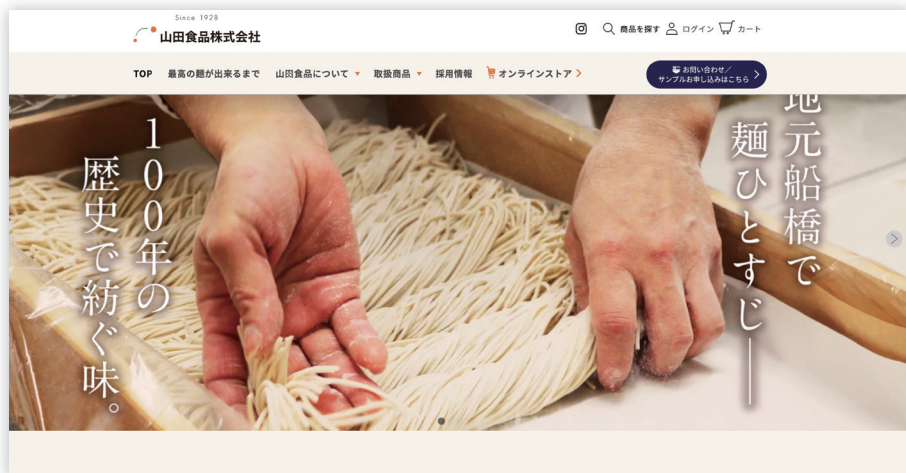 Since 1928
山田食品株式会社
商品を探す
ログイン
カート
TOP
最高の麺が出来るまで
山田食品について
取扱商品
採用情報
オンラインストア
お問い合わせ／
サンプルお申し込みはこちら
地元船橋で
麺ひとすじ――
100年の
歴史で紡ぐ味。